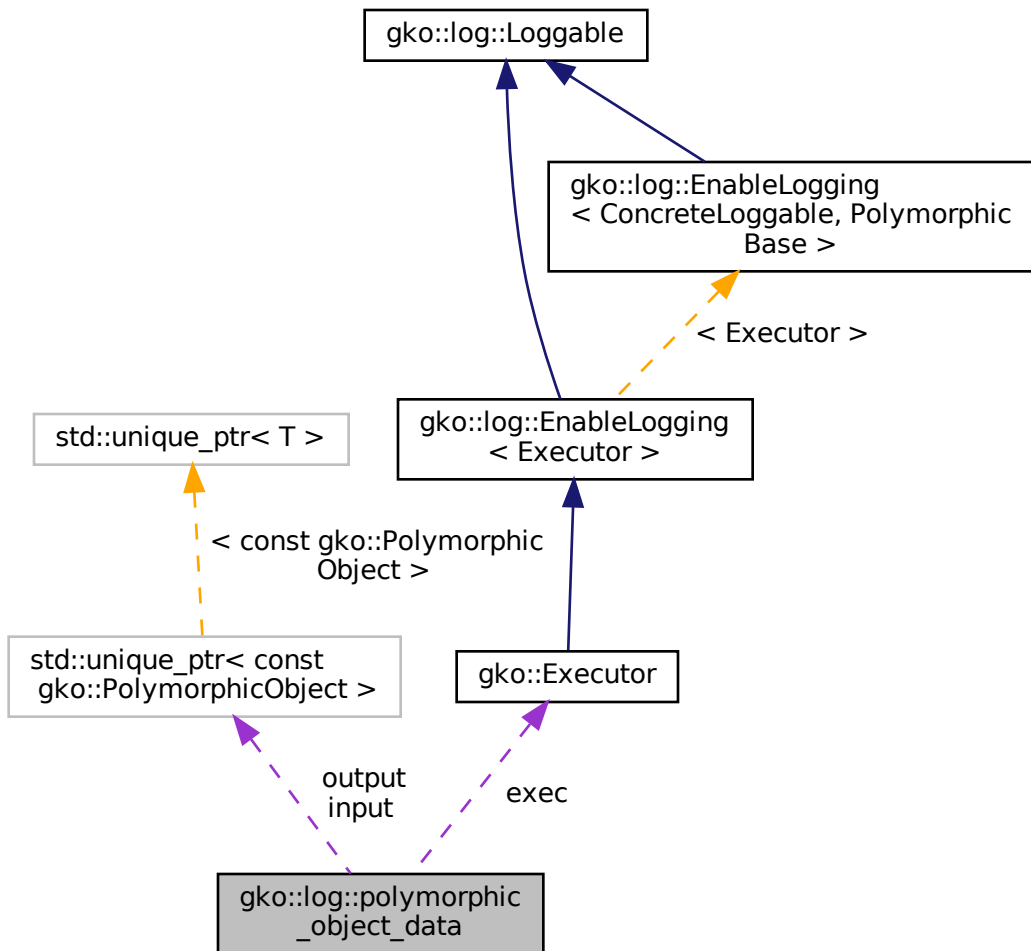 gko::log::Loggable
gko::log::EnableLogging
< ConcreteLoggable, Polymorphic
Base >
< Executor >
gko::log::EnableLogging
< Executor >
std::unique_ptr< T >
< const gko::Polymorphic
Object >
std::unique_ptr< const
gko::PolymorphicObject >
gko::Executor
output
input
exec
gko::log::polymorphic
_object_data